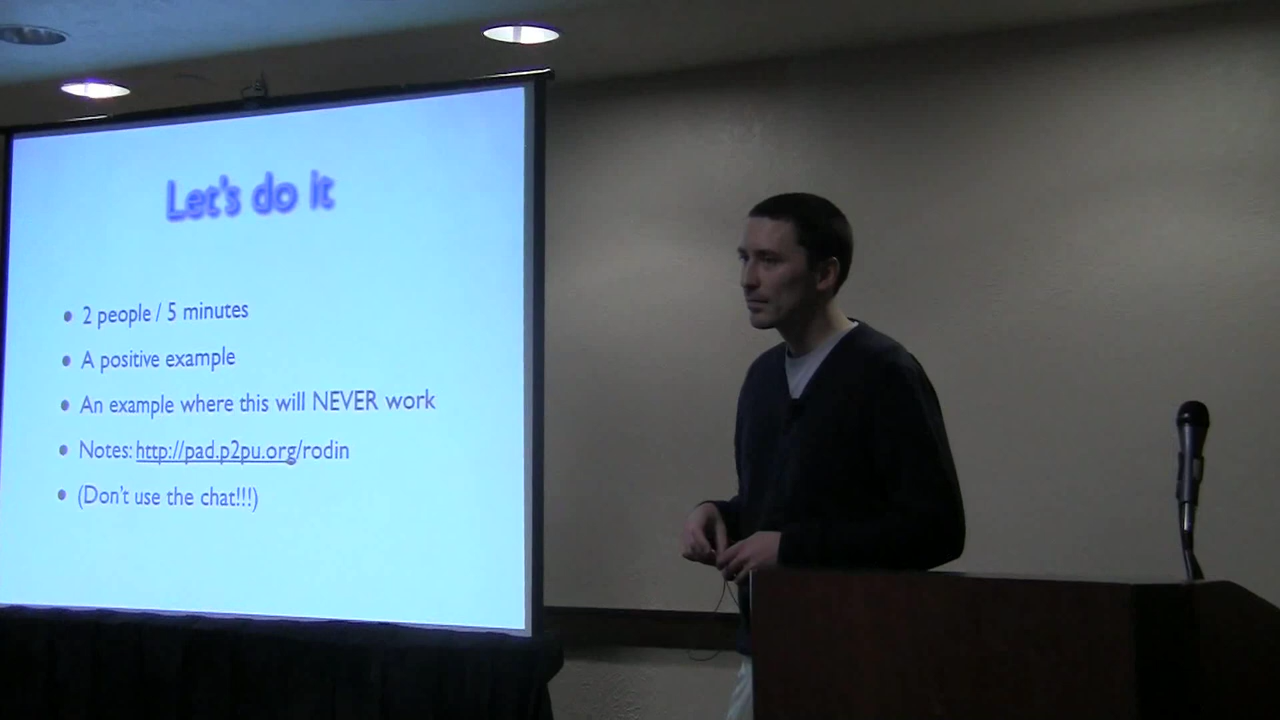 Let's do it
2 people / 5 minutes
A positive example
An example where this will NEVER work
Notes: http://pad.p2pu.org/rodin
(Don't use the chat!!!)